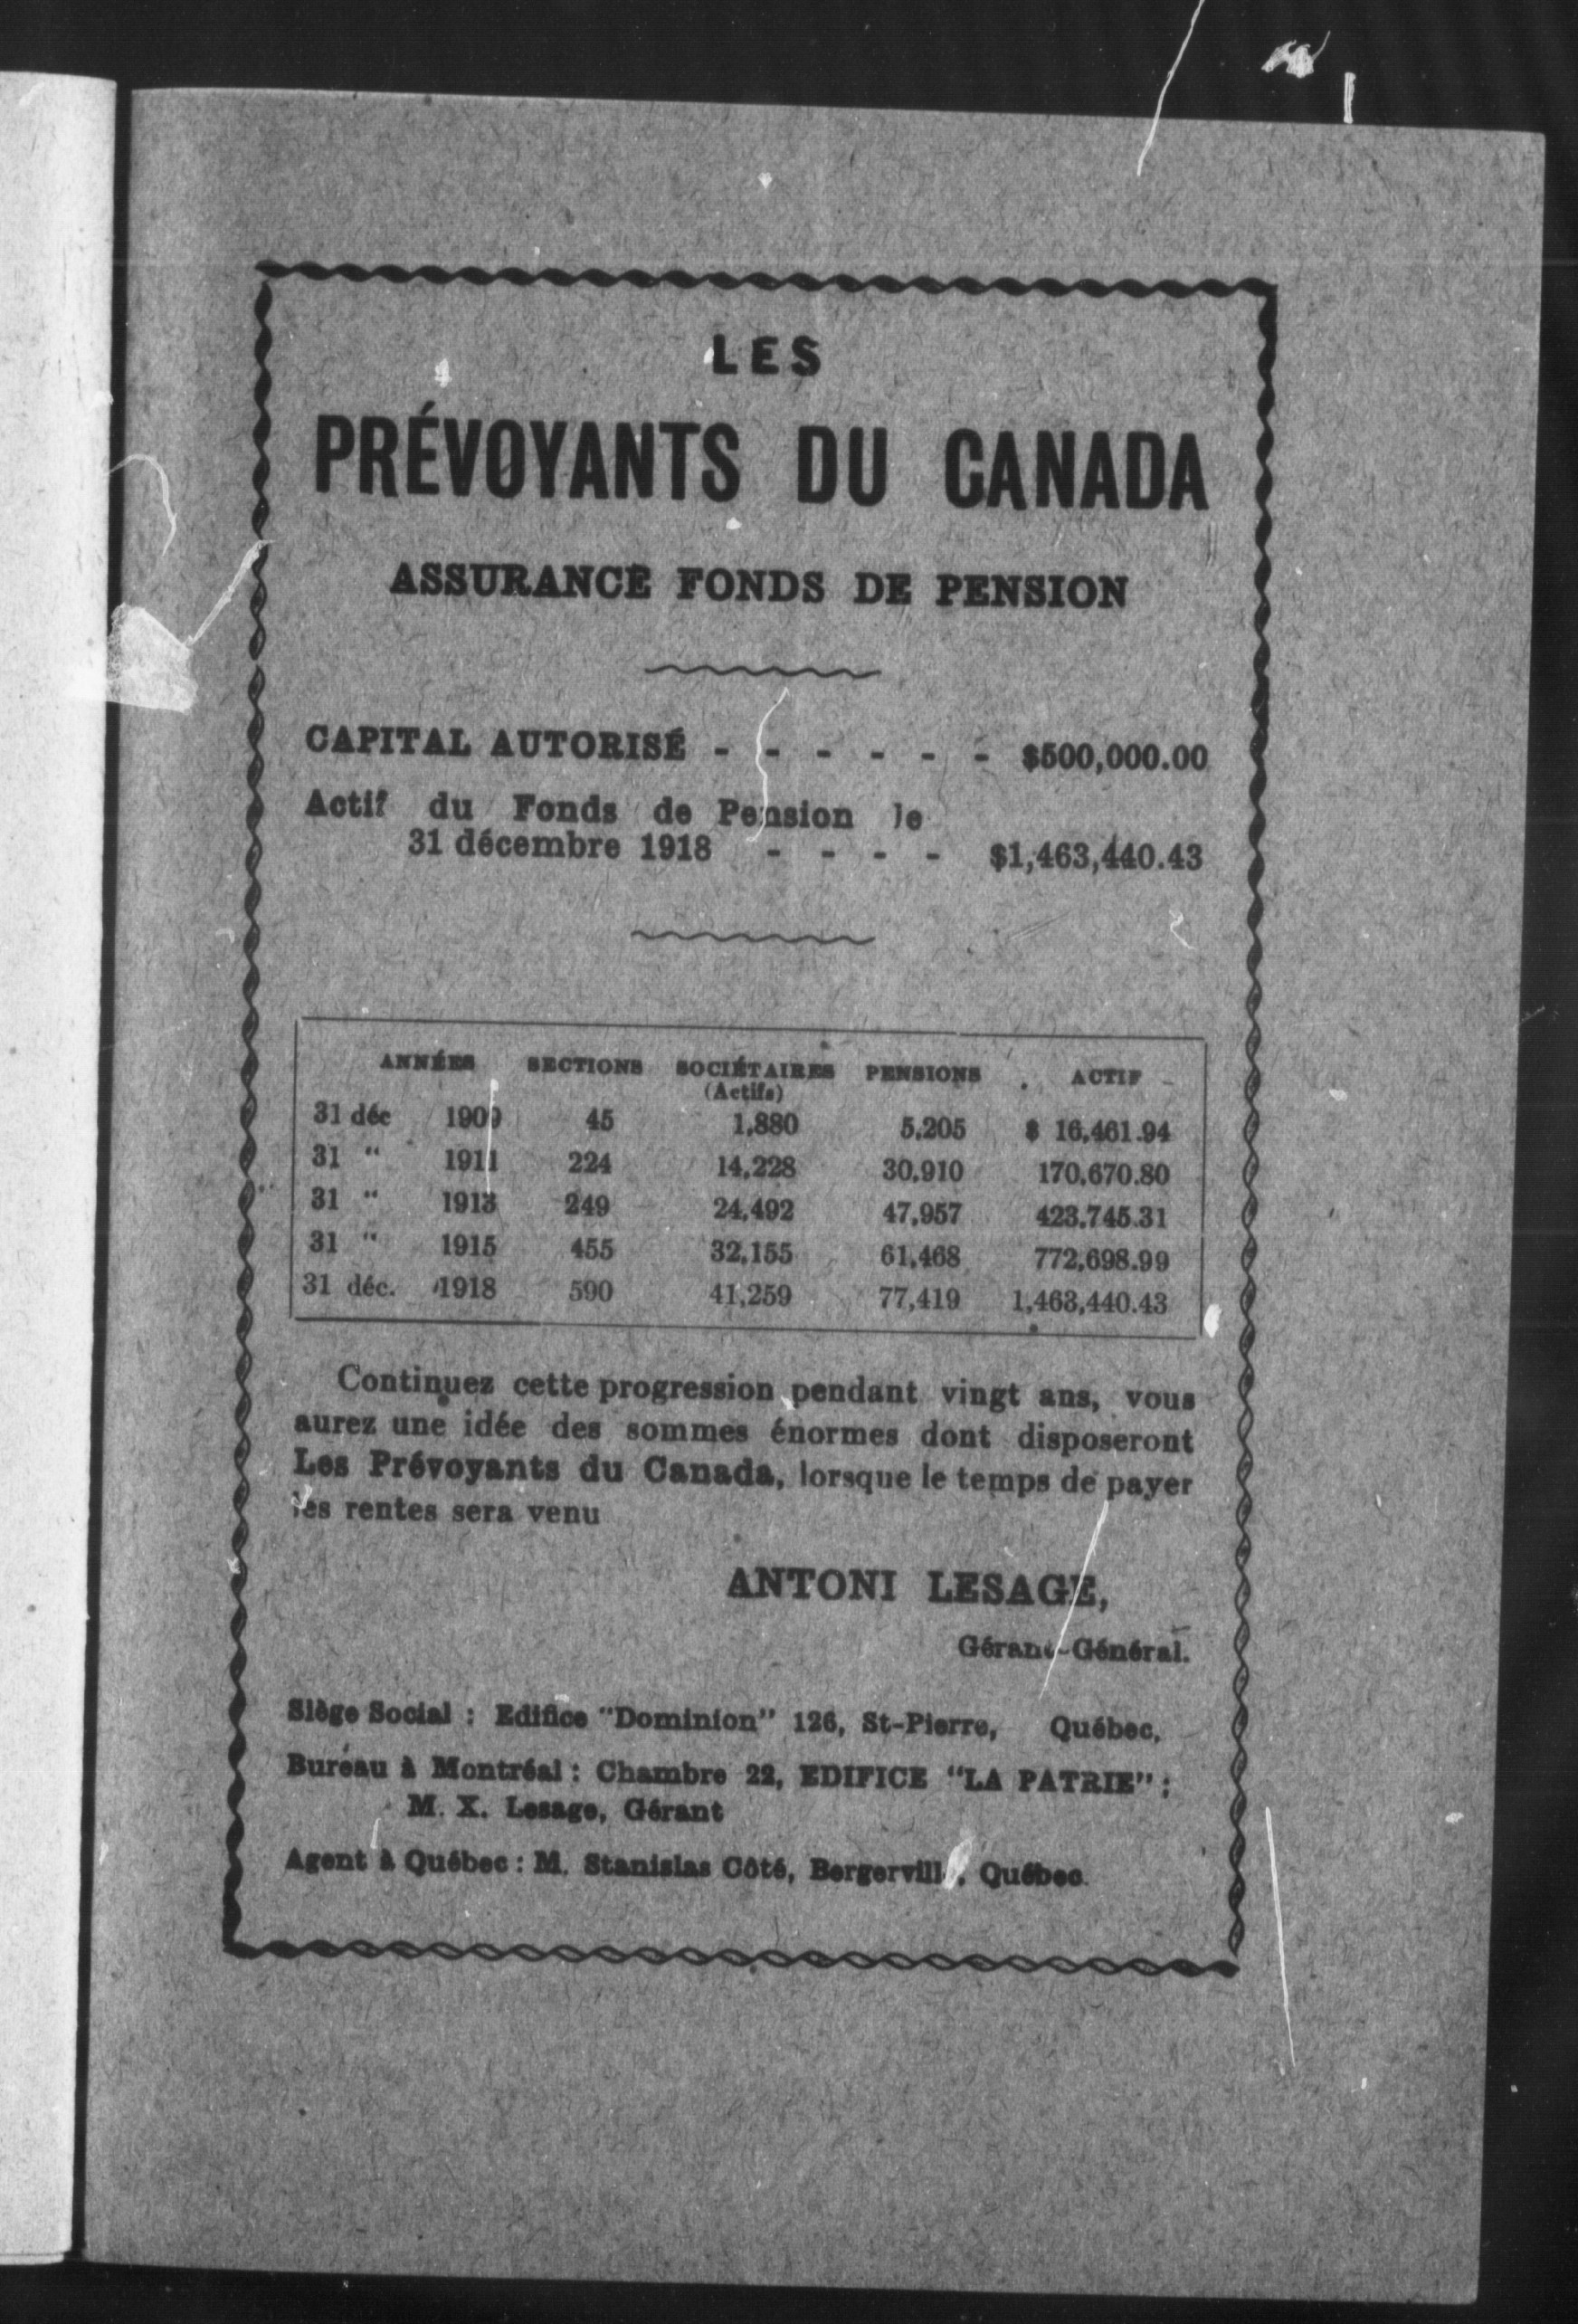 LES
PRÉVOYANTS DU CANADA
ASSURANCE FONDS DE PENSION
CAPITAL AUTORISÉ - - - - - - $500,000.00
Actif du Fonds de Pension le
31 décembre 1918 - - - - $1,463,440.43
ANNÉES SECTIONS SOCIÉTAIRES PENSIONS ACTIF
(Actifs)
31 déc 1909 45 1,880 5,205 $ 16,461.94
31 " 1911 224 14,228 30,910 170,670.80
31 " 1913 249 24,492 47,957 423,745.31
31 " 1915 455 32,155 61,468 772,698.99
31 déc. 1918 590 41,259 77,419 1,463,440.43
Continuez cette progression pendant vingt ans, vous
aurez une idée des sommes énormes dont disposeront
Les Prévoyants du Canada, lorsque le temps de payer
les rentes sera venu
ANTONI LESAGE,
Gérant-Général.
Siège Social : Edifice "Dominion" 126, St-Pierre, Québec,
Bureau à Montréal : Chambre 22, EDIFICE "LA PATRIE" ;
M. X. Lesage, Gérant
Agent à Québec : M. Stanislas Côté, Bergerville, Québec.